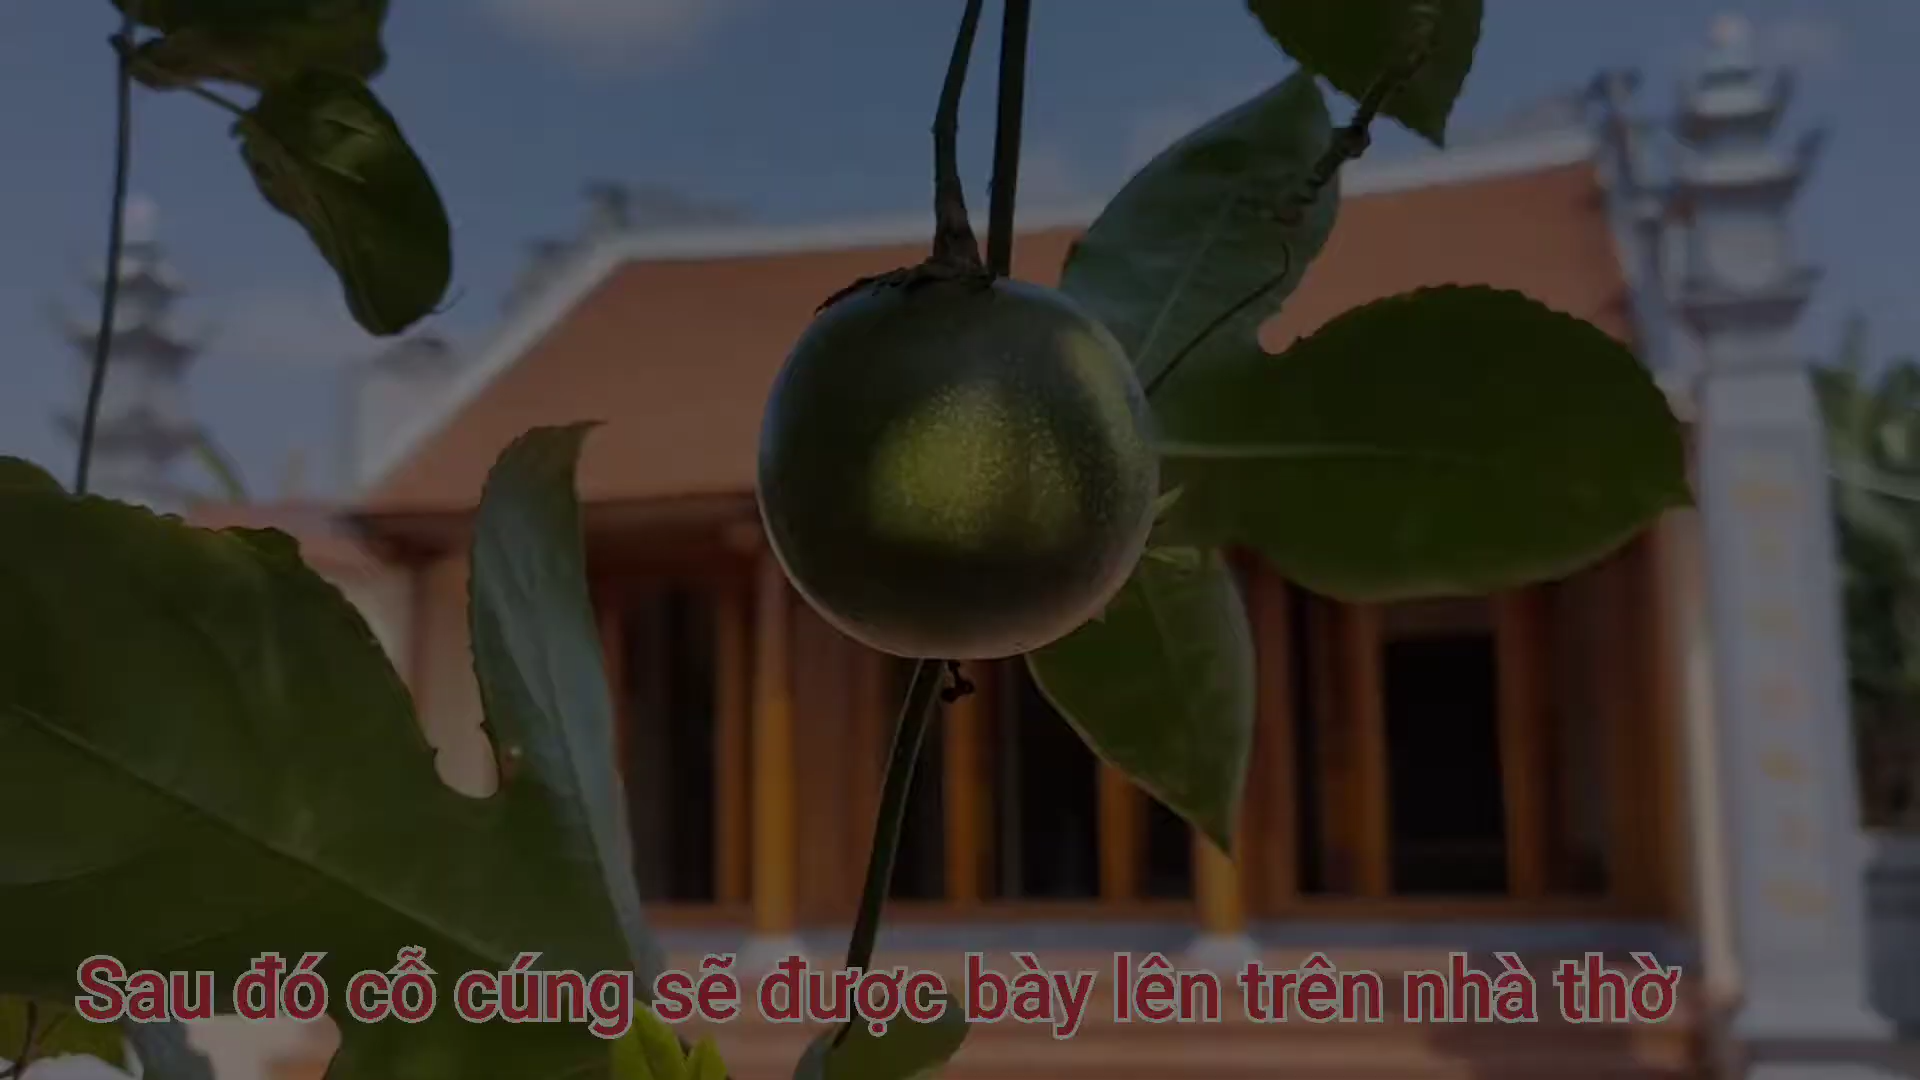 Sau đó cỗ cúng sẽ được bày lên trên nhà thờ